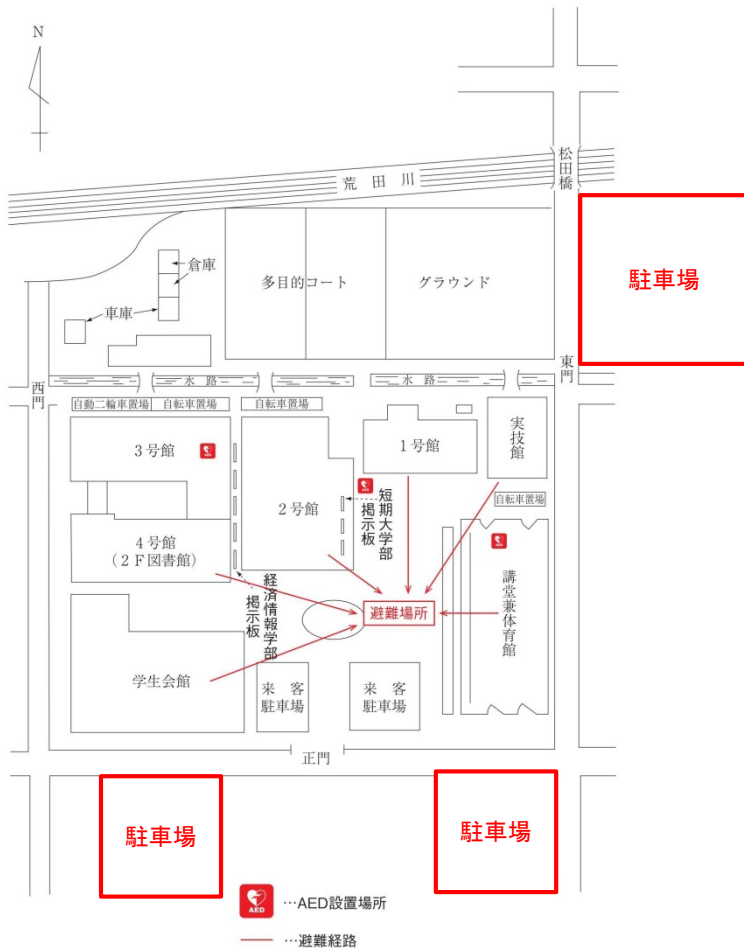 N
松田橋
荒田川
駐車場
倉庫
車庫
多目的コート
グラウンド
東門
西門
水路
水路
自動二輪車置場
自転車置場
自転車置場
3号館
AED
2号館
1号館
実技館
自転車置場
AED
短期大学部
掲示板
AED
4号館
(2F図書館)
経済情報学部
掲示板
避難場所
講堂兼体育館
学生会館
来客
駐車場
来客
駐車場
正門
駐車場
駐車場
AED
…AED設置場所
…避難経路